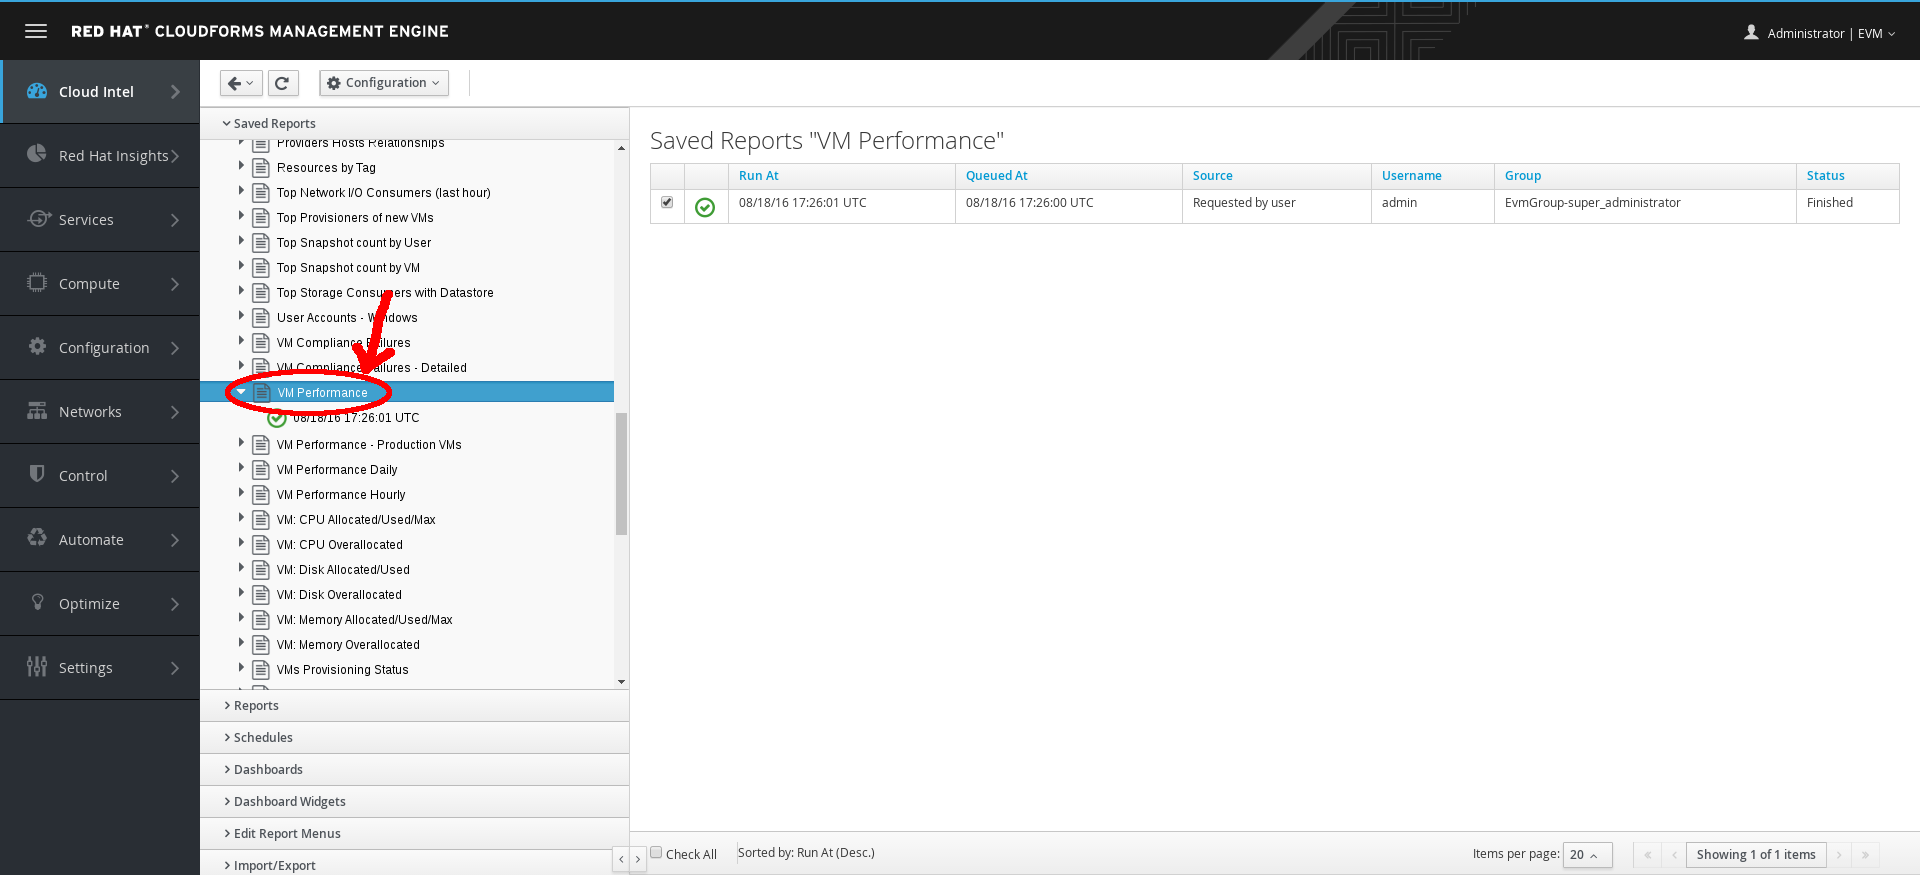 RED HAT® CLOUDFORMS MANAGEMENT ENGINE
Administrator | EVM
Cloud Intel
Red Hat Insights
Services
Compute
Configuration
Networks
Control
Automate
Optimize
Settings
Configuration
Saved Reports
Providers Hosts Relationships
Resources by Tag
Top Network I/O Consumers (last hour)
Top Provisioners of new VMs
Top Snapshot count by User
Top Snapshot count by VM
Top Storage Consumers with Datastore
User Accounts - Windows
VM Compliance Failures
VM Compliance Failures - Detailed
VM Performance
08/18/16 17:26:01 UTC
VM Performance - Production VMs
VM Performance Daily
VM Performance Hourly
VM: CPU Allocated/Used/Max
VM: CPU Overallocated
VM: Disk Allocated/Used
VM: Disk Overallocated
VM: Memory Allocated/Used/Max
VM: Memory Overallocated
VMs Provisioning Status
Reports
Schedules
Dashboards
Dashboard Widgets
Edit Report Menus
Import/Export
Saved Reports "VM Performance"
Run At Queued At Source Username Group Status
08/18/16 17:26:01 UTC 08/18/16 17:26:00 UTC Requested by user admin EvmGroup-super_administrator Finished
Check All Sorted by: Run At (Desc.) Items per page: 20 « ‹ Showing 1 of 1 items › »